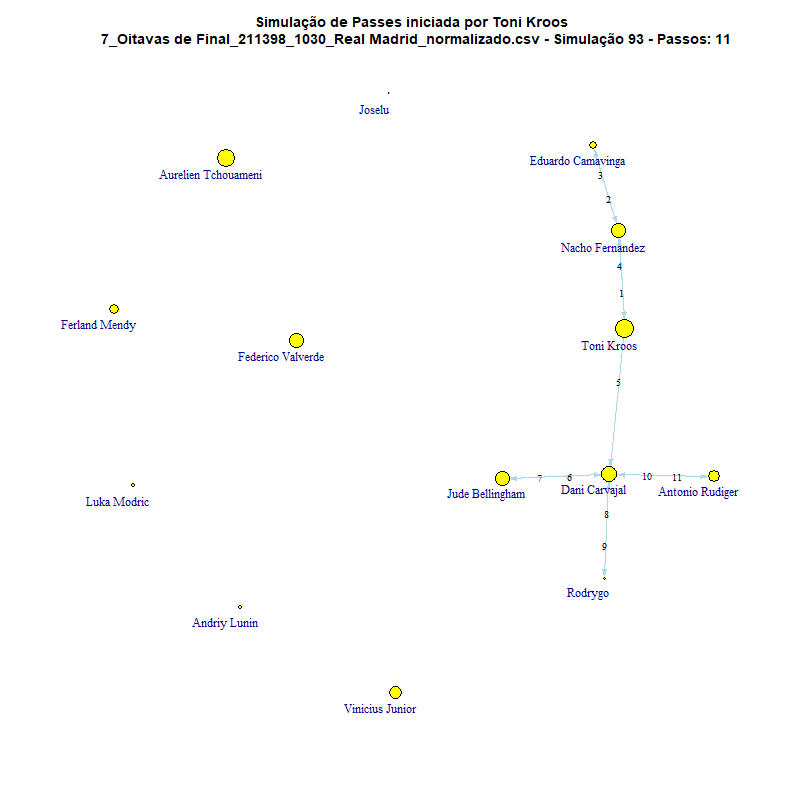 Simulação de Passes iniciada por Toni Kroos
7_Oitavas de Final_211398_1030_Real Madrid_normalizado.csv - Simulação 93 - Passos: 11
Joselu
Eduardo Camavinga
Aurelien Tchouameni
3
2
Nacho Fernandez
4
1
Ferland Mendy
Toni Kroos
Federico Valverde
5
7
6
10
11
Jude Bellingham
Dani Carvajal
Antonio Rudiger
Luka Modric
8
9
Rodrygo
Andriy Lunin
Vinicius Junior